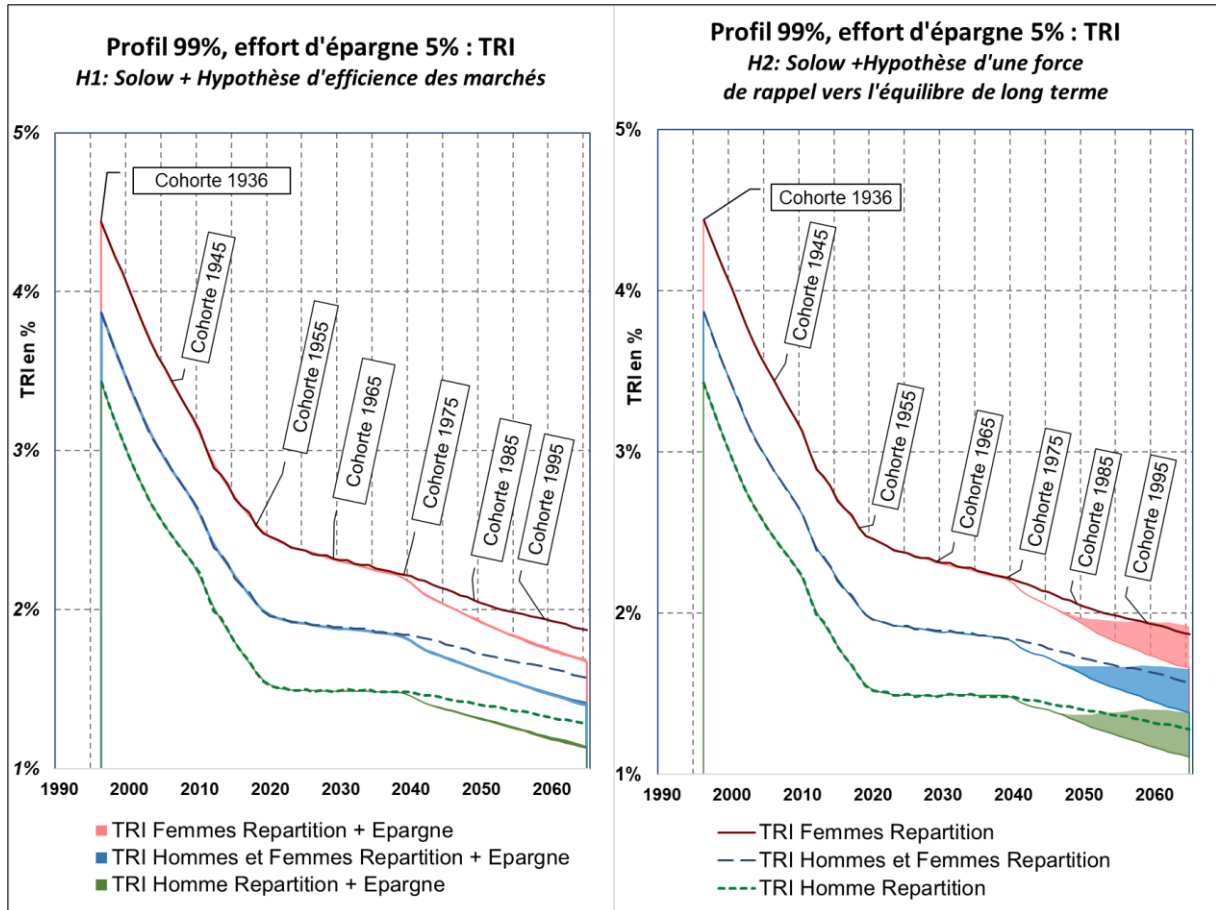 Profil 99%, effort d'épargne 5% : TRI
H1: Solow + Hypothèse d'efficience des marchés
5%
4%
3%
2%
1%
TRI en %
Cohorte 1936
Cohorte 1945
Cohorte 1955
Cohorte 1965
Cohorte 1975
Cohorte 1985
Cohorte 1995
1990 2000 2010 2020 2030 2040 2050 2060
TRI Femmes Repartition + Epargne
TRI Hommes et Femmes Repartition + Epargne
TRI Homme Repartition + Epargne
Profil 99%, effort d'épargne 5% : TRI
H2: Solow +Hypothèse d'une force
de rappel vers l'équilibre de long terme
5%
4%
3%
2%
1%
TRI en %
Cohorte 1936
Cohorte 1945
Cohorte 1955
Cohorte 1965
Cohorte 1975
Cohorte 1985
Cohorte 1995
1990 2000 2010 2020 2030 2040 2050 2060
TRI Femmes Repartition
TRI Hommes et Femmes Repartition
TRI Homme Repartition